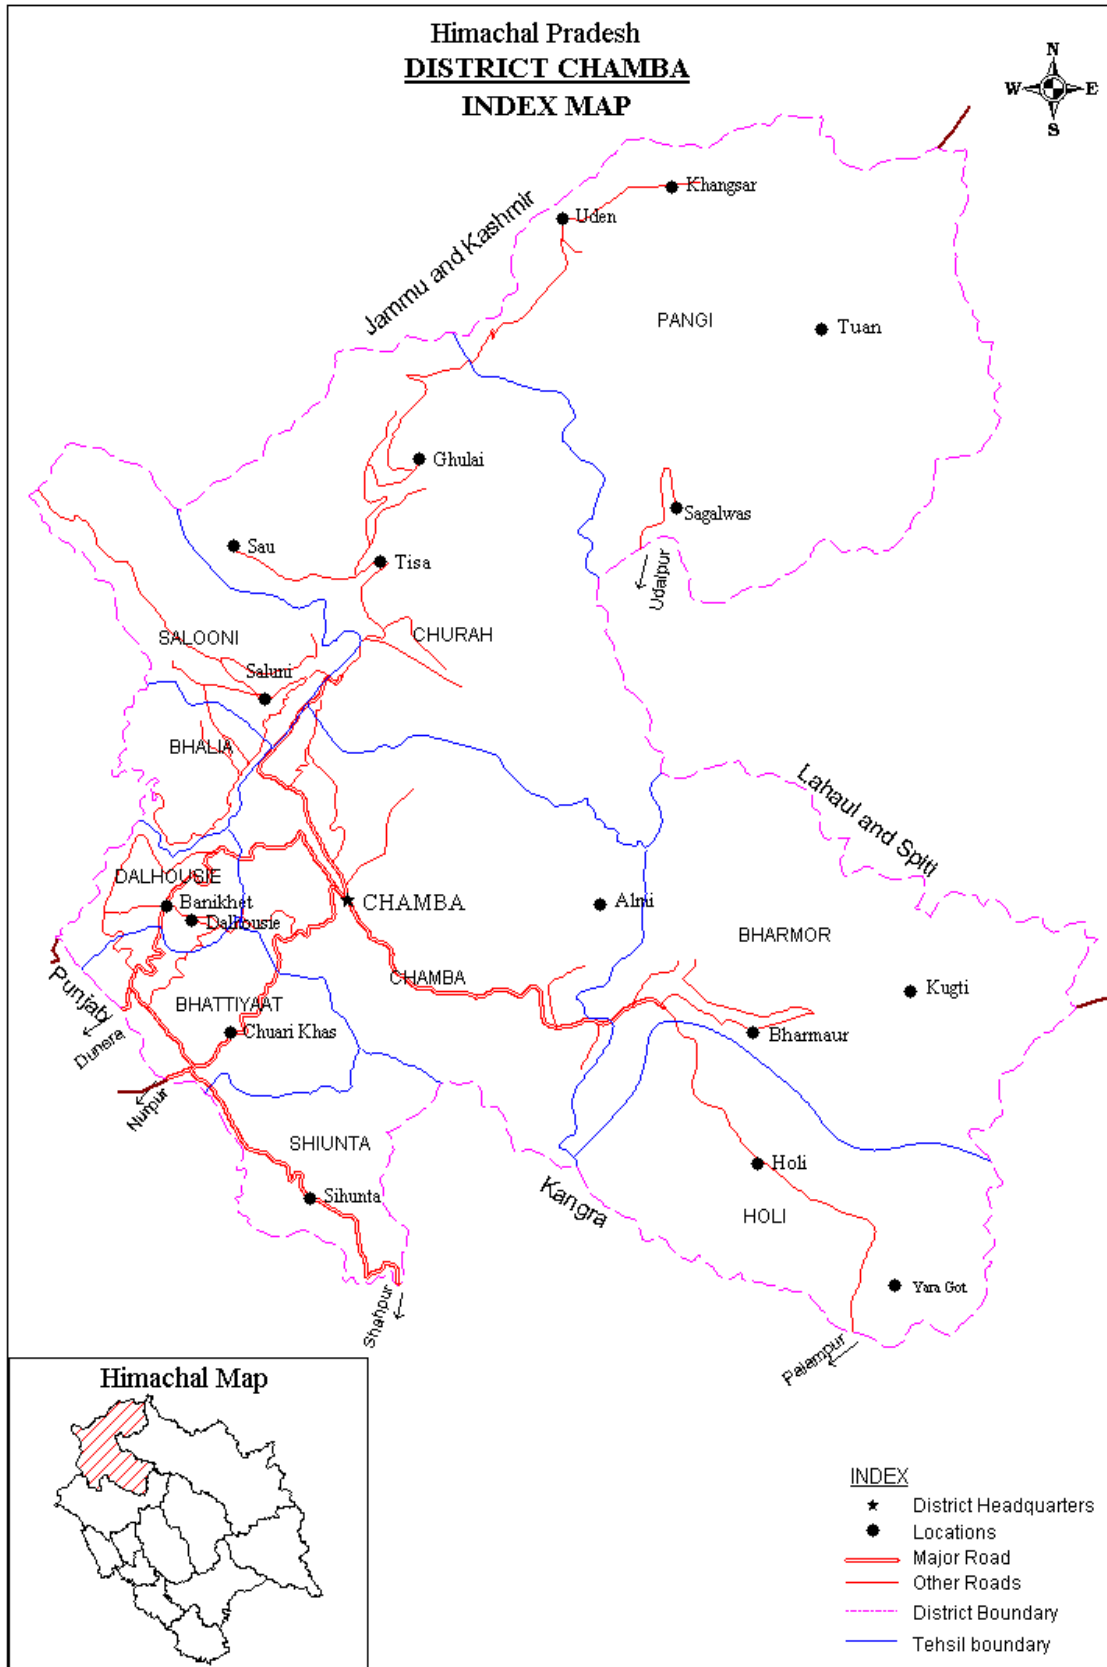 Himachal Pradesh
DISTRICT CHAMBA
INDEX MAP
N
W E
S
Jammu and Kashmir
Khangsar
Uden
PANGI
Tuan
Ghulai
Sagalwas
Sau
Tisa
Udaipur
SALOONI
CHURAH
Saluni
BHALIA
Lahaul and Spiti
DALHOUSIE
Banikhet
CHAMBA
Alni
Dalhousie
BHARMOR
CHAMBA
Kugti
Punjab
BHATTIYAAT
Dunera
Chuari Khas
Bharmaur
Nurpur
SHIUNTA
Holi
Kangra
Sihunta
HOLI
Yara Got
Shahpur
Palampur
Himachal Map
INDEX
District Headquarters
Locations
Major Road
Other Roads
District Boundary
Tehsil boundary